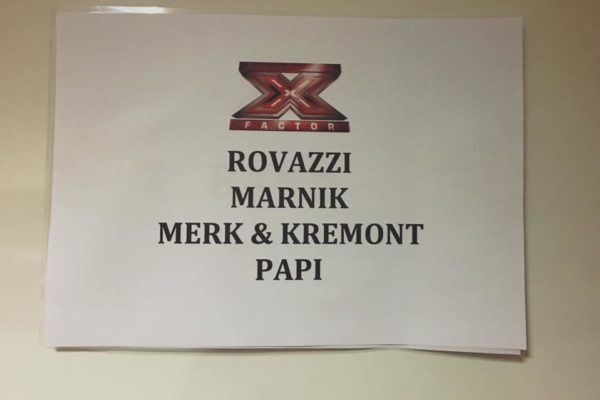 X
FACTOR
ROVAZZI
MARNIK
MERK & KREMONT
PAPI